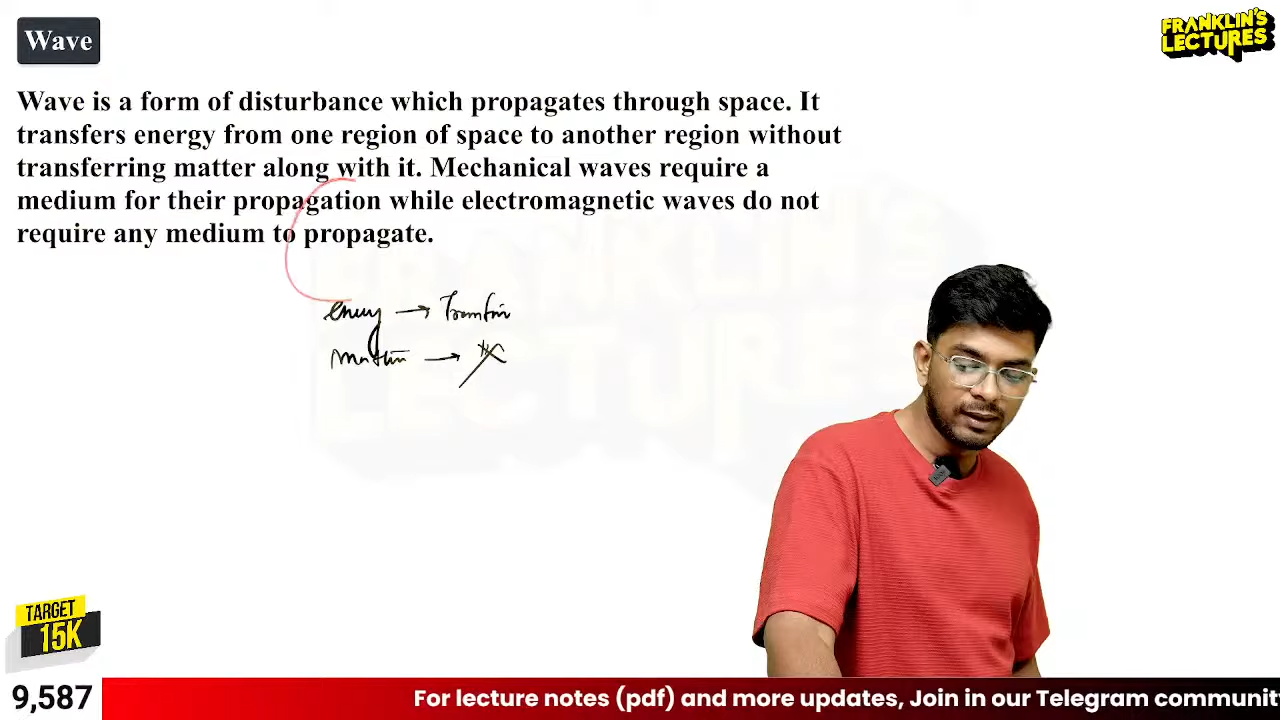 Wave
FRANKLIN'S
LECTURES
Wave is a form of disturbance which propagates through space. It
transfers energy from one region of space to another region without
transferring matter along with it. Mechanical waves require a
medium for their propagation while electromagnetic waves do not
require any medium to propagate.
→
→
TARGET
15K
9,587
For lecture notes (pdf) and more updates, Join in our Telegram communit